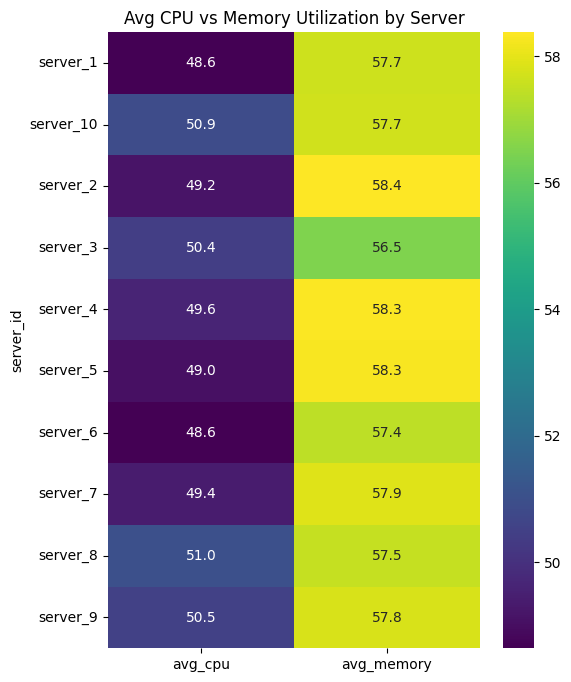 Avg CPU vs Memory Utilization by Server
server_id
server_1 48.6 57.7
server_10 50.9 57.7
server_2 49.2 58.4
server_3 50.4 56.5
server_4 49.6 58.3
server_5 49.0 58.3
server_6 48.6 57.4
server_7 49.4 57.9
server_8 51.0 57.5
server_9 50.5 57.8
avg_cpu avg_memory
58
56
54
52
50